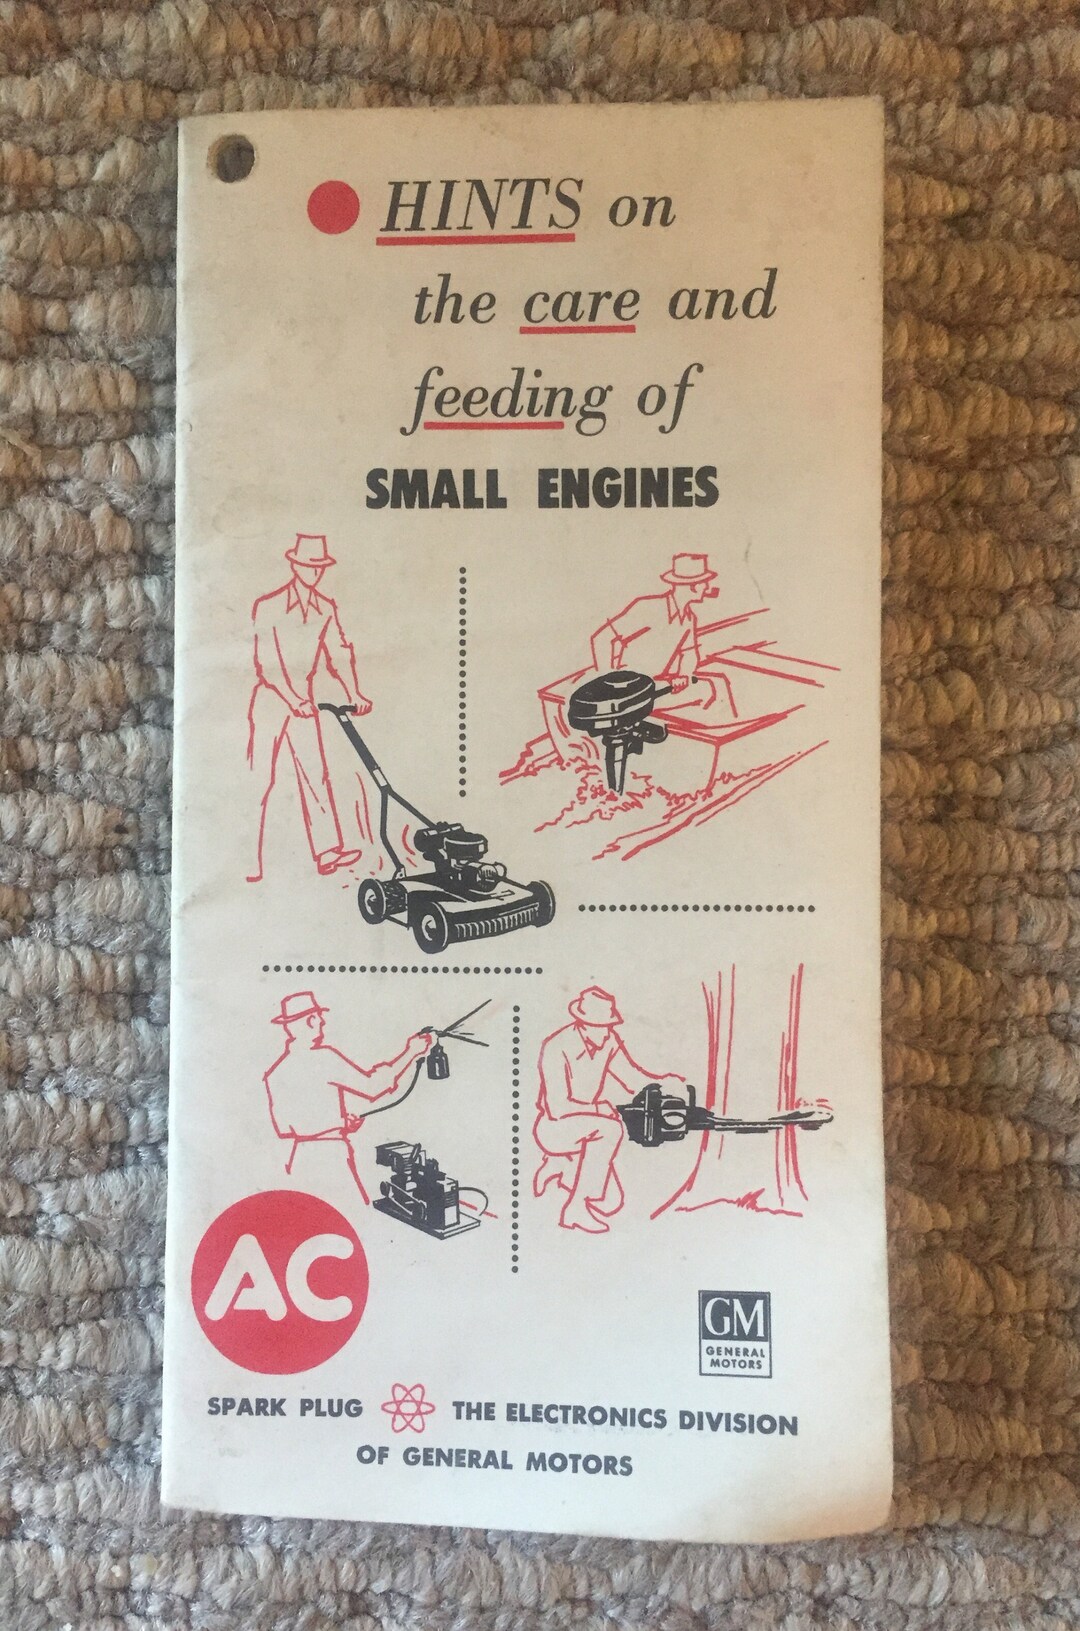 HINTS on
the care and
feeding of
SMALL ENGINES
AC
GM
GENERAL
MOTORS
SPARK PLUG THE ELECTRONICS DIVISION
OF GENERAL MOTORS